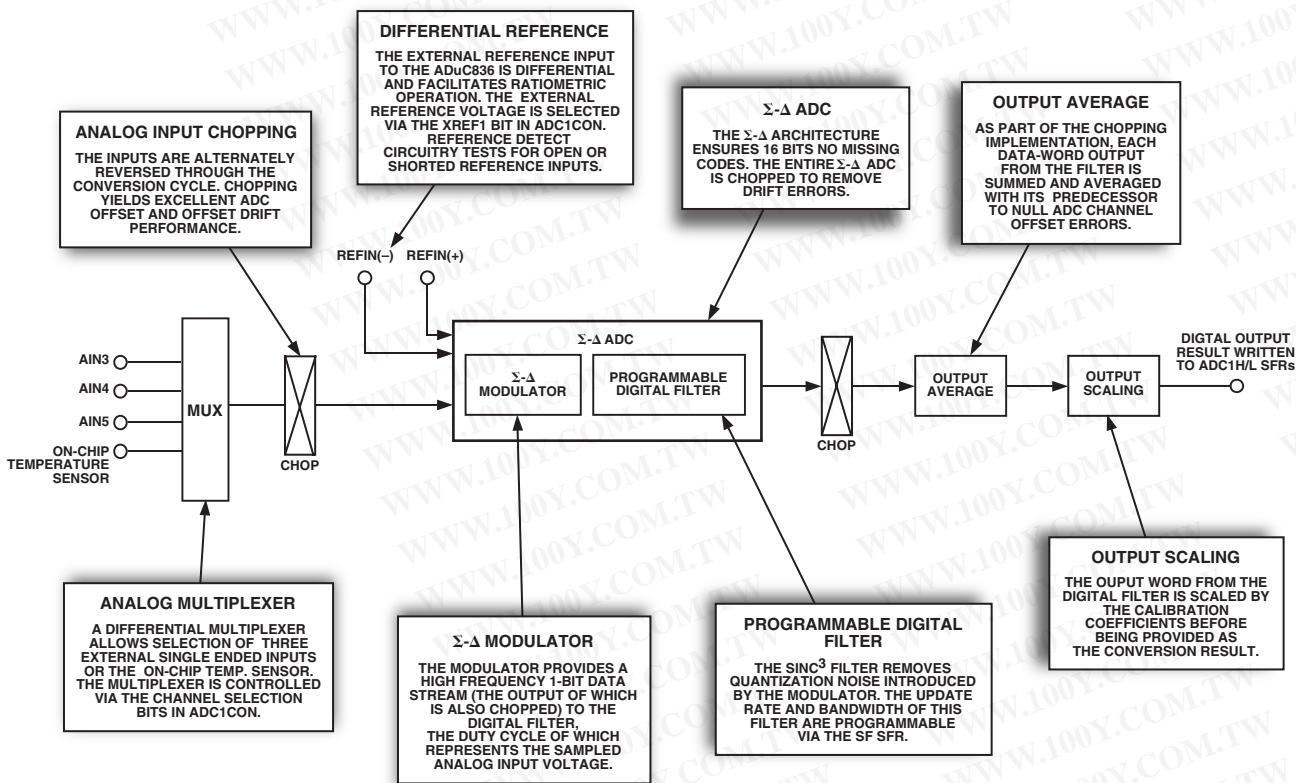 DIFFERENTIAL REFERENCE
THE EXTERNAL REFERENCE INPUT
TO THE ADuC836 IS DIFFERENTIAL
AND FACILITATES RATIOMETRIC
OPERATION. THE EXTERNAL
REFERENCE VOLTAGE IS SELECTED
VIA THE XREF1 BIT IN ADC1CON.
REFERENCE DETECT
CIRCUITRY TESTS FOR OPEN OR
SHORTED REFERENCE INPUTS.
ANALOG INPUT CHOPPING
THE INPUTS ARE ALTERNATELY
REVERSED THROUGH THE
CONVERSION CYCLE. CHOPPING
YIELDS EXCELLENT ADC
OFFSET AND OFFSET DRIFT
PERFORMANCE.
Σ-Δ ADC
THE Σ-Δ ARCHITECTURE
ENSURES 16 BITS NO MISSING
CODES. THE ENTIRE Σ-Δ ADC
IS CHOPPED TO REMOVE
DRIFT ERRORS.
OUTPUT AVERAGE
AS PART OF THE CHOPPING
IMPLEMENTATION, EACH
DATA-WORD OUTPUT
FROM THE FILTER IS
SUMMED AND AVERAGED
WITH ITS PREDECESSOR
TO NULL ADC CHANNEL
OFFSET ERRORS.
REFIN(–) REFIN(+)
AIN3
AIN4
AIN5
ON-CHIP
TEMPERATURE
SENSOR
MUX
CHOP
Σ-Δ ADC
Σ-Δ
MODULATOR
PROGRAMMABLE
DIGITAL FILTER
CHOP
OUTPUT
AVERAGE
OUTPUT
SCALING
DIGTAL OUTPUT
RESULT WRITTEN
TO ADC1H/L SFRs
ANALOG MULTIPLEXER
A DIFFERENTIAL MULTIPLEXER
ALLOWS SELECTION OF THREE
EXTERNAL SINGLE ENDED INPUTS
OR THE ON-CHIP TEMP. SENSOR.
THE MULTIPLEXER IS CONTROLLED
VIA THE CHANNEL SELECTION
BITS IN ADC1CON.
Σ-Δ MODULATOR
THE MODULATOR PROVIDES A
HIGH FREQUENCY 1-BIT DATA
STREAM (THE OUTPUT OF WHICH
IS ALSO CHOPPED) TO THE
DIGITAL FILTER,
THE DUTY CYCLE OF WHICH
REPRESENTS THE SAMPLED
ANALOG INPUT VOLTAGE.
PROGRAMMABLE DIGITAL
FILTER
THE SINC³ FILTER REMOVES
QUANTIZATION NOISE INTRODUCED
BY THE MODULATOR. THE UPDATE
RATE AND BANDWIDTH OF THIS
FILTER ARE PROGRAMMABLE
VIA THE SF SFR.
OUTPUT SCALING
THE OUPUT WORD FROM THE
DIGITAL FILTER IS SCALED BY
THE CALIBRATION
COEFFICIENTS BEFORE
BEING PROVIDED AS
THE CONVERSION RESULT.
WWW.100Y.COM.TW